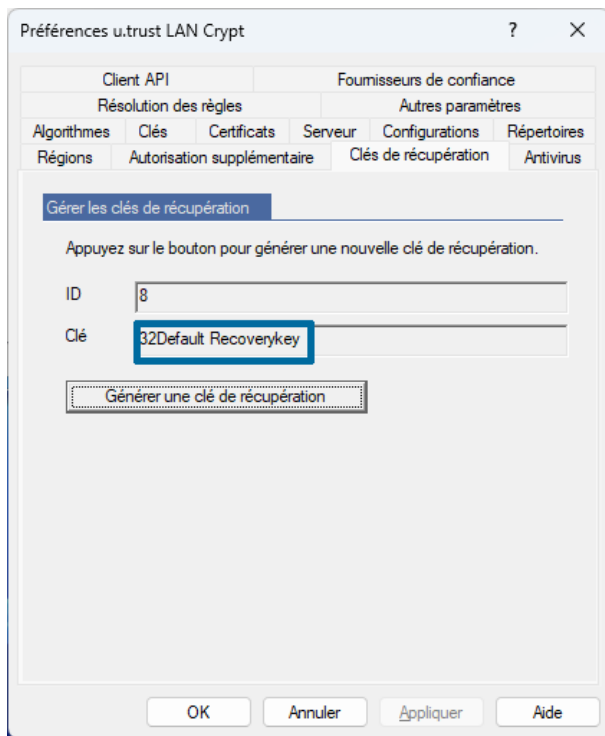 Préférences u.trust LAN Crypt ? ×
Client API Fournisseurs de confiance
Résolution des règles Autres paramètres
Algorithmes Clés Certificats Serveur Configurations Répertoires
Régions Autorisation supplémentaire Clés de récupération Antivirus
Gérer les clés de récupération
Appuyez sur le bouton pour générer une nouvelle clé de récupération.
ID 8
Clé 32Default Recoverykey
Générer une clé de récupération
OK Annuler Appliquer Aide